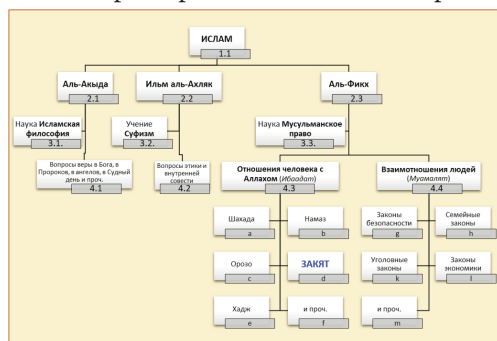 ИСЛАМ
1.1
Аль-Акыда
2.1
Ильм аль-Ахляк
2.2
Аль-Фикх
2.3
Наука Исламская
философия
3.1.
Учение
Суфизм
3.2.
Наука Мусульманское
право
3.3.
Вопросы веры в Бога, в
Пророков, в ангелов, в Судный
день и проч.
4.1
Вопросы этики и
внутренней
совести
4.2
Отношения человека с
Аллахом (Ибаадат)
4.3
Взаимотношения людей
(Муамалят)
4.4
Шахада
a
Намаз
b
Законы
безопасности
g
Семейные
законы
h
Орозо
c
ЗАКЯТ
d
Уголовные
законы
k
Законы
экономики
l
Хадж
e
и проч.
f
и проч.
m